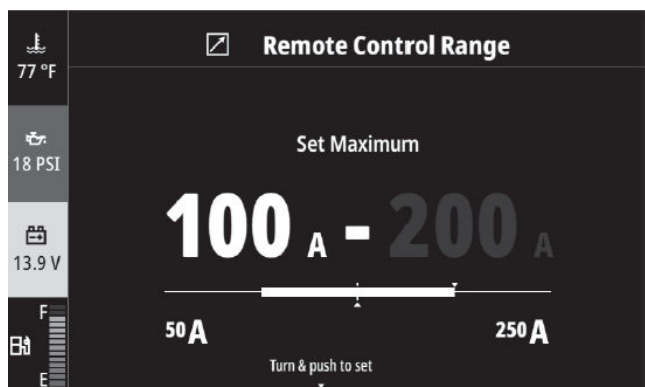 Remote Control Range
77 °F
Set Maximum
18 PSI
100 A - 200 A
13.9 V
50 A
250 A
F
Turn & push to set
E